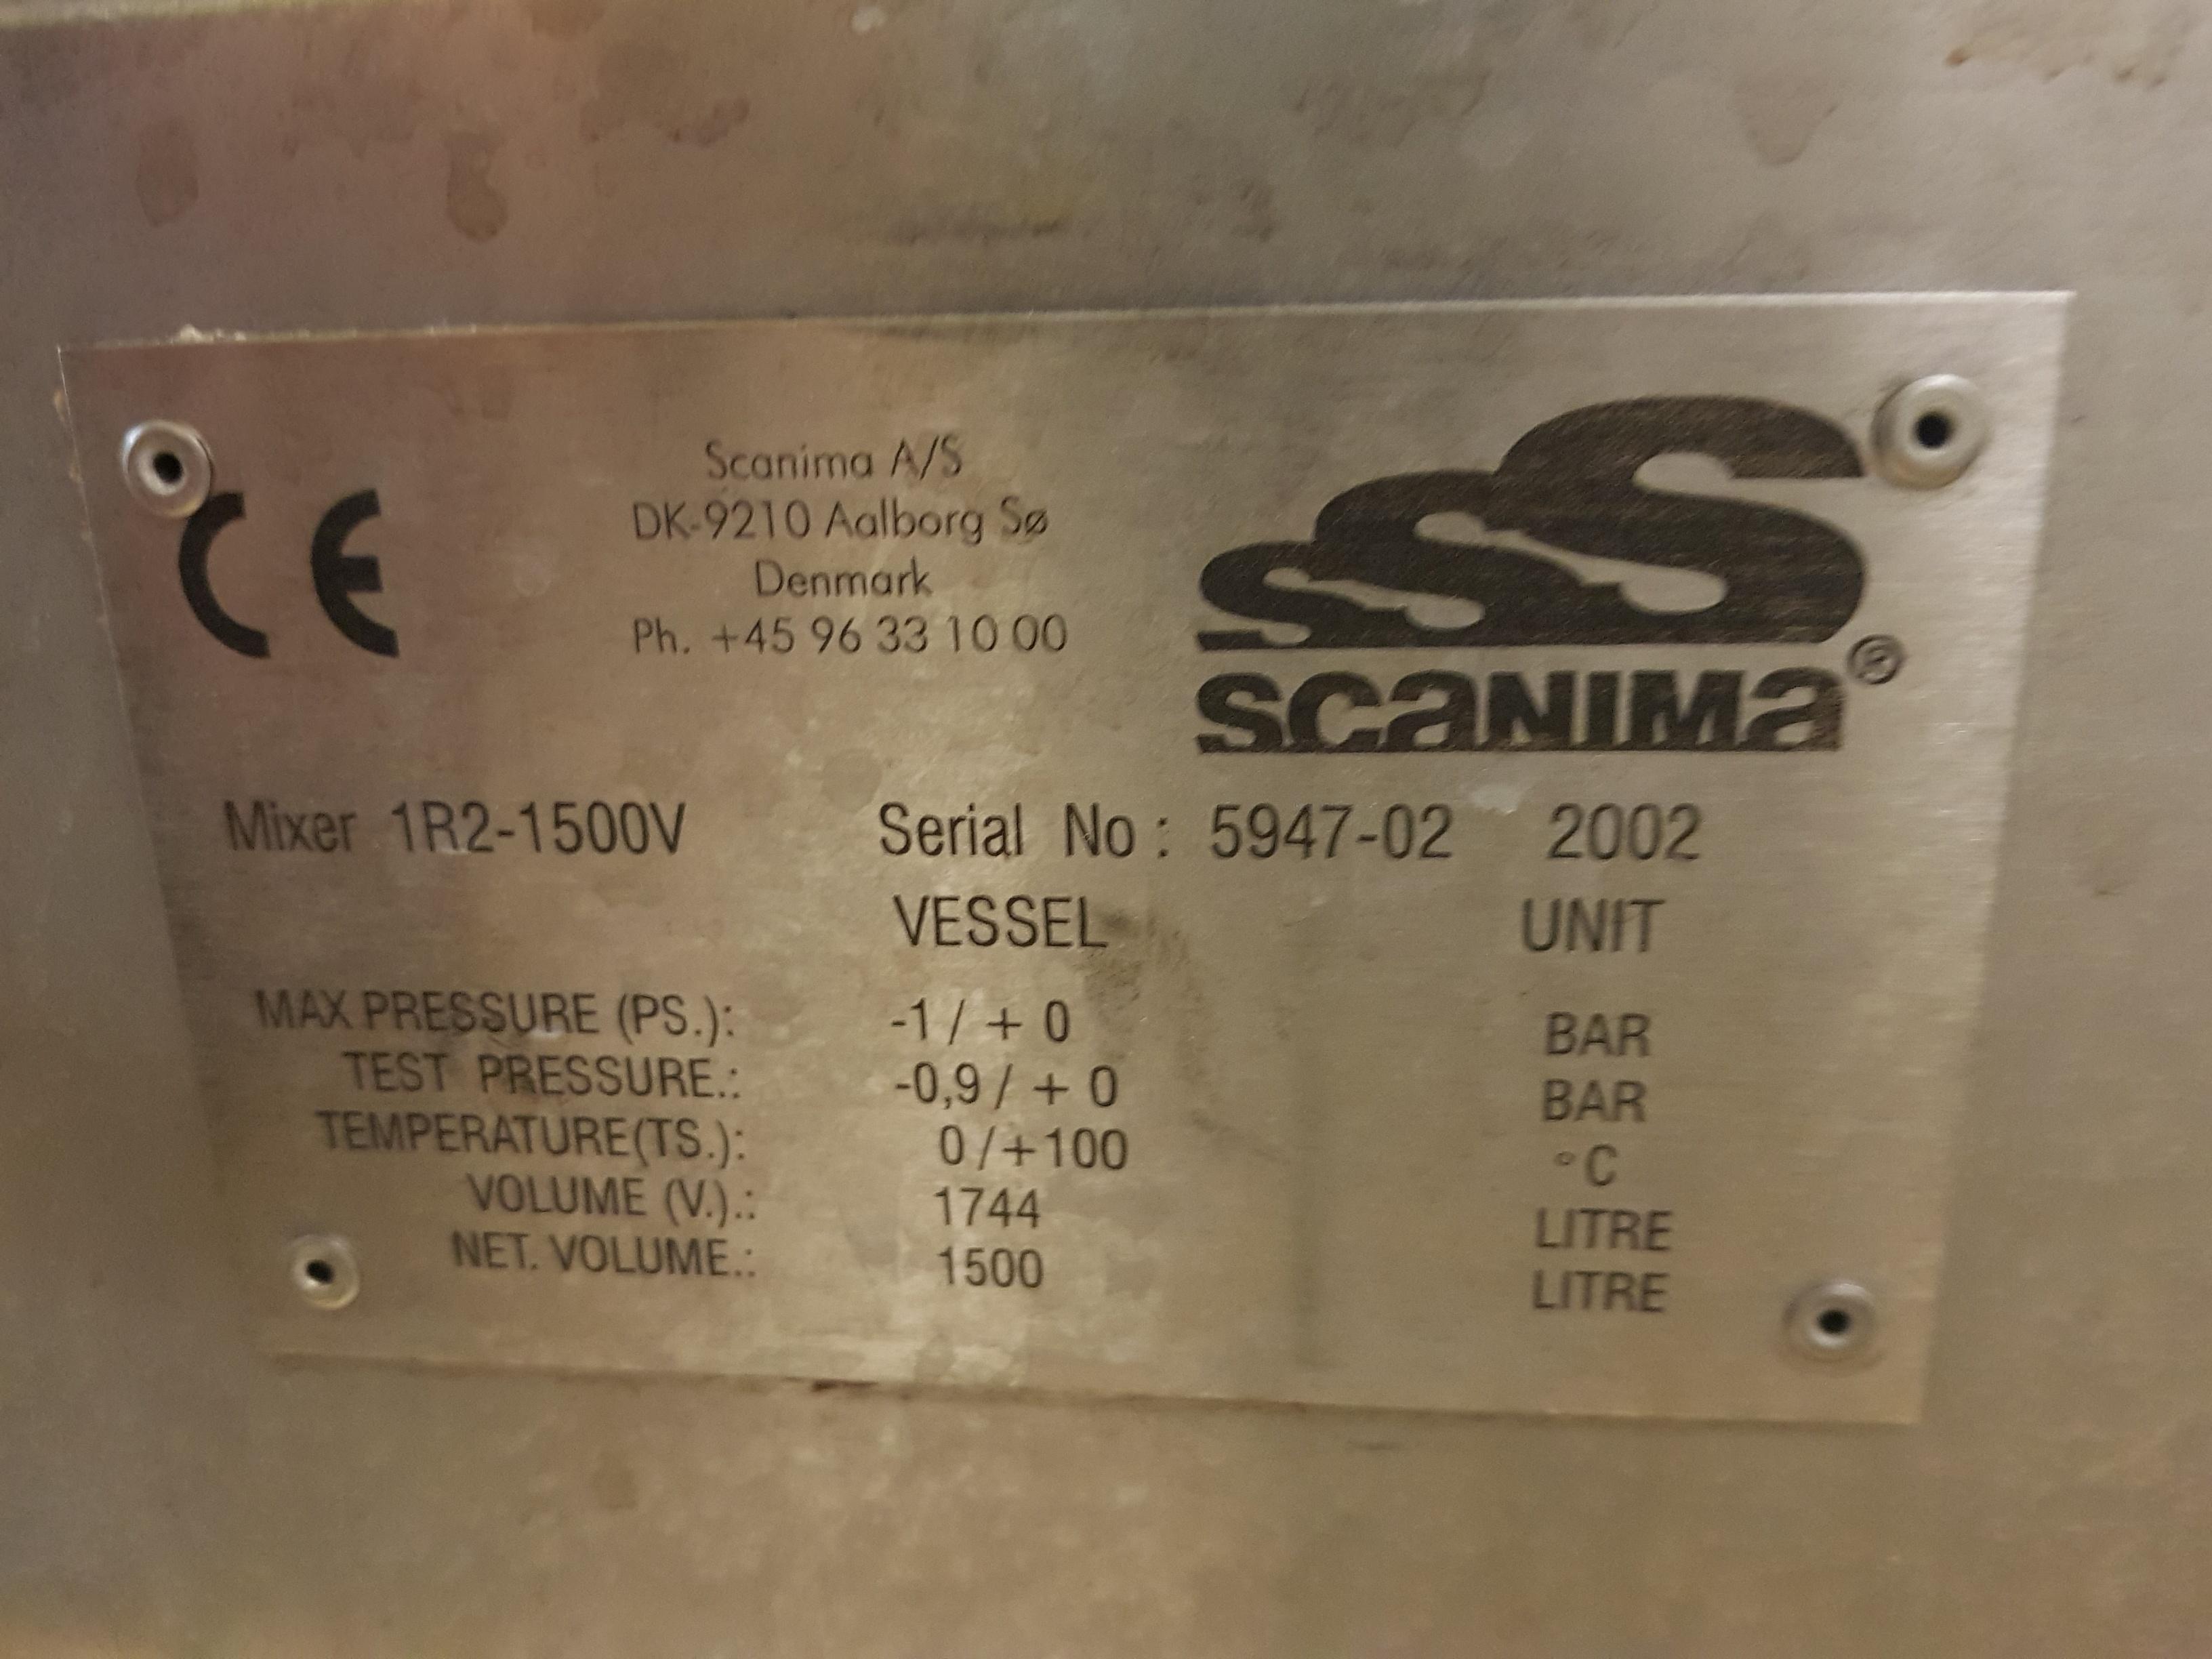 CE
Scanima A/S
DK-9210 Aalborg Sø
Denmark
Ph. +45 96 33 10 00
SSS
SCANIMA®
Mixer 1R2-1500V Serial No: 5947-02 2002
VESSEL UNIT
MAX PRESSURE (PS.): -1 / + 0 BAR
TEST PRESSURE.: -0,9 / + 0 BAR
TEMPERATURE(TS.): 0 /+100 °C
VOLUME (V.).: 1744 LITRE
NET. VOLUME.: 1500 LITRE